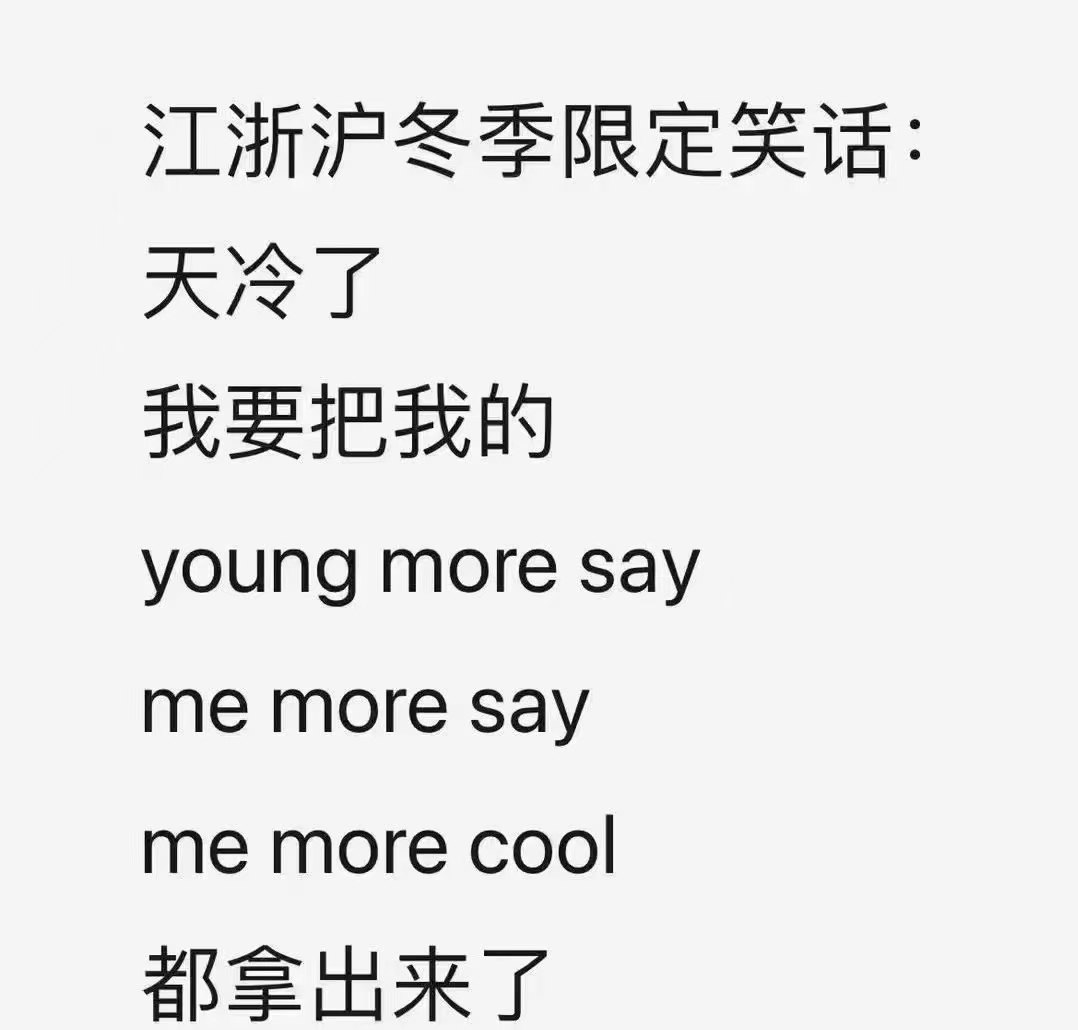 江浙沪冬季限定笑话：
天冷了
我要把我的
young more say
me more say
me more cool
都拿出来了